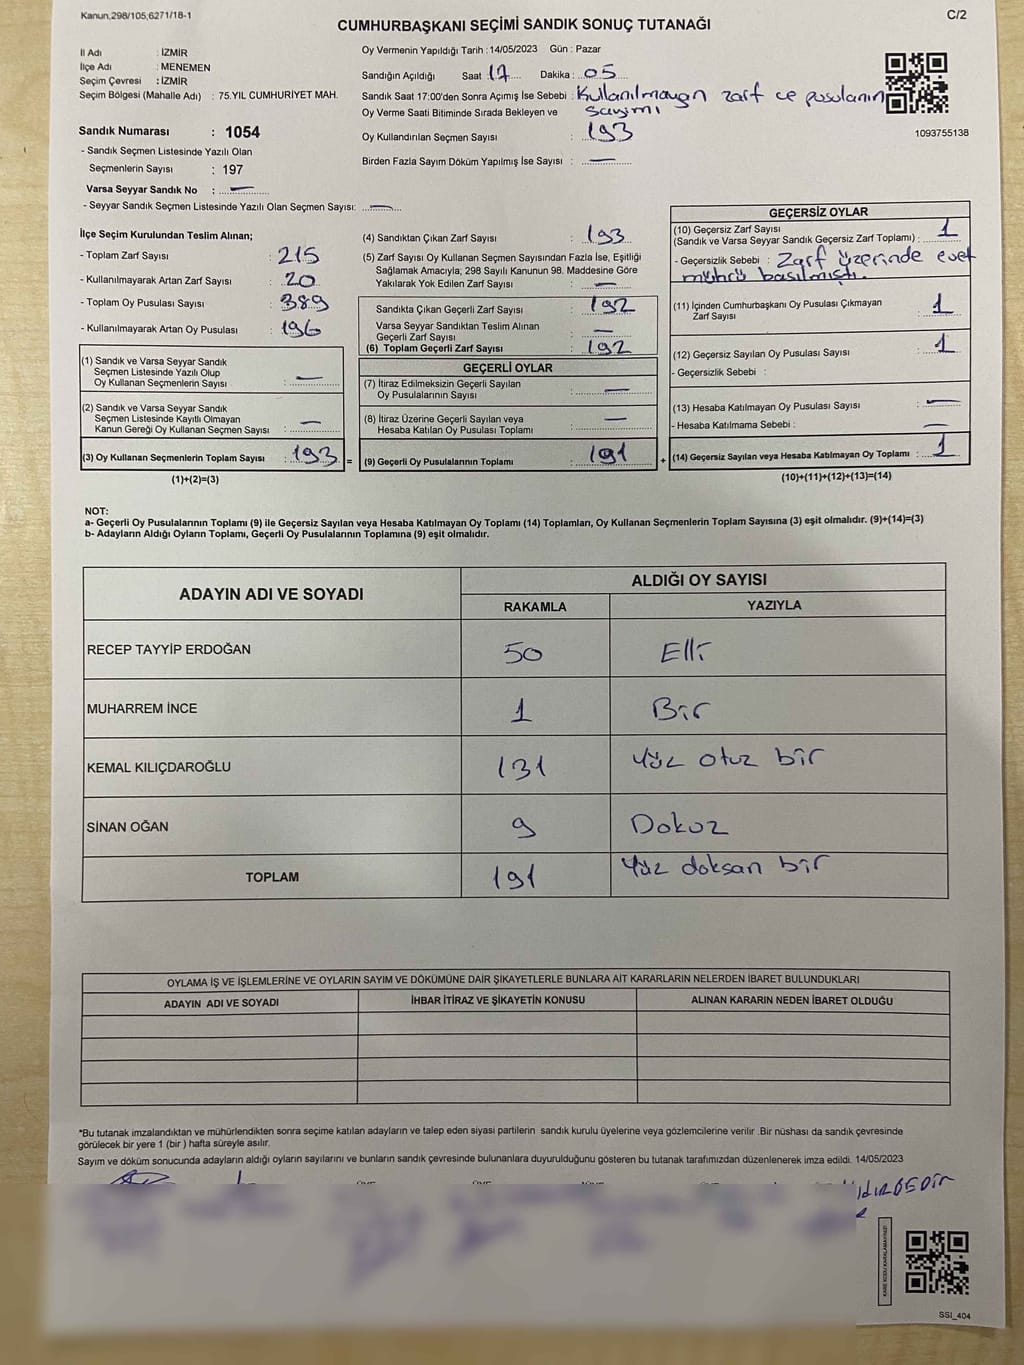 Kanun,298/105;6271/18-1
C/2
CUMHURBAŞKANI SEÇİMİ SANDIK SONUÇ TUTANAĞI
İl Adı : İZMİR
İlçe Adı : MENEMEN
Seçim Çevresi : İZMİR
Seçim Bölgesi (Mahalle Adı) : 75.YIL CUMHURİYET MAH.
Oy Vermenin Yapıldığı Tarih : 14/05/2023 Gün : Pazar
Sandığın Açıldığı Saat : 17 Dakika : 05
Sandık Saat 17:00'den Sonra Açımış İse Sebebi : Kullanılmayan zarf ve pusulanın sayımı
Oy Verme Saati Bitiminde Sırada Bekleyen ve
Oy Kullandırılan Seçmen Sayısı : 193
Birden Fazla Sayım Döküm Yapılmış İse Sayısı : —
1093755138
Sandık Numarası : 1054
- Sandık Seçmen Listesinde Yazılı Olan
Seçmenlerin Sayısı : 197
Varsa Seyyar Sandık No : —
- Seyyar Sandık Seçmen Listesinde Yazılı Olan Seçmen Sayısı: —
İlçe Seçim Kurulundan Teslim Alınan;
- Toplam Zarf Sayısı : 215
- Kullanılmayarak Artan Zarf Sayısı : 20
- Toplam Oy Pusulası Sayısı : 389
- Kullanılmayarak Artan Oy Pusulası : 196
(1) Sandık ve Varsa Seyyar Sandık
Seçmen Listesinde Yazılı Olup
Oy Kullanan Seçmenlerin Sayısı : —
(2) Sandık ve Varsa Seyyar Sandık
Seçmen Listesinde Kayıtlı Olmayan
Kanun Gereği Oy Kullanan Seçmen Sayısı : —
(3) Oy Kullanan Seçmenlerin Toplam Sayısı : 193 =
(1)+(2)=(3)
(4) Sandıktan Çıkan Zarf Sayısı : 193
(5) Zarf Sayısı Oy Kullanan Seçmen Sayısından Fazla İse, Eşitliği
Sağlamak Amacıyla; 298 Sayılı Kanunun 98. Maddesine Göre
Yakılarak Yok Edilen Zarf Sayısı : —
Sandıkta Çıkan Geçerli Zarf Sayısı : 192
Varsa Seyyar Sandıktan Teslim Alınan
Geçerli Zarf Sayısı : —
(6) Toplam Geçerli Zarf Sayısı : 192
GEÇERLİ OYLAR
(7) İtiraz Edilmeksizin Geçerli Sayılan
Oy Pusulalarının Sayısı : —
(8) İtiraz Üzerine Geçerli Sayılan veya
Hesaba Katılan Oy Pusulası Toplamı : —
(9) Geçerli Oy Pusulalarının Toplamı : 191 +
GEÇERSİZ OYLAR
(10) Geçersiz Zarf Sayısı
(Sandık ve Varsa Seyyar Sandık Geçersiz Zarf Toplamı) : 1
- Geçersizlik Sebebi : Zarf üzerinde evet
mührü basılmıştı.
(11) İçinden Cumhurbaşkanı Oy Pusulası Çıkmayan
Zarf Sayısı : 1
(12) Geçersiz Sayılan Oy Pusulası Sayısı : 1
- Geçersizlik Sebebi :
(13) Hesaba Katılmayan Oy Pusulası Sayısı : —
- Hesaba Katılmama Sebebi : —
(14) Geçersiz Sayılan veya Hesaba Katılmayan Oy Toplamı : 1
(10)+(11)+(12)+(13)=(14)
NOT:
a- Geçerli Oy Pusulalarının Toplamı (9) ile Geçersiz Sayılan veya Hesaba Katılmayan Oy Toplamı (14) Toplamları, Oy Kullanan Seçmenlerin Toplam Sayısına (3) eşit olmalıdır. (9)+(14)=(3)
b- Adayların Aldığı Oyların Toplamı, Geçerli Oy Pusulalarının Toplamına (9) eşit olmalıdır.
ADAYIN ADI VE SOYADI
ALDIĞI OY SAYISI
RAKAMLA YAZIYLA
RECEP TAYYİP ERDOĞAN 50 Elli
MUHARREM İNCE 1 Bir
KEMAL KILIÇDAROĞLU 131 Yüz otuz bir
SİNAN OĞAN 9 Dokuz
TOPLAM 191 Yüz doksan bir
OYLAMA İŞ VE İŞLEMLERİNE VE OYLARIN SAYIM VE DÖKÜMÜNE DAİR ŞİKAYETLERLE BUNLARA AİT KARARLARIN NELERDEN İBARET BULUNDUKLARI
ADAYIN ADI VE SOYADI İHBAR İTİRAZ VE ŞİKAYETİN KONUSU ALINAN KARARIN NEDEN İBARET OLDUĞU
*Bu tutanak imzalandıktan ve mühürlendikten sonra seçime katılan adayların ve talep eden siyasi partilerin sandık kurulu üyelerine veya gözlemcilerine verilir .Bir nüshası da sandık çevresinde
görülecek bir yere 1 (bir ) hafta süreyle asılır.
Sayım ve döküm sonucunda adayların aldığı oyların sayılarını ve bunların sandık çevresinde bulunanlara duyurulduğunu gösteren bu tutanak tarafımızdan düzenlenerek imza edildi. 14/05/2023
KARE KODU KARALAMAYINIZ!
SSI_404